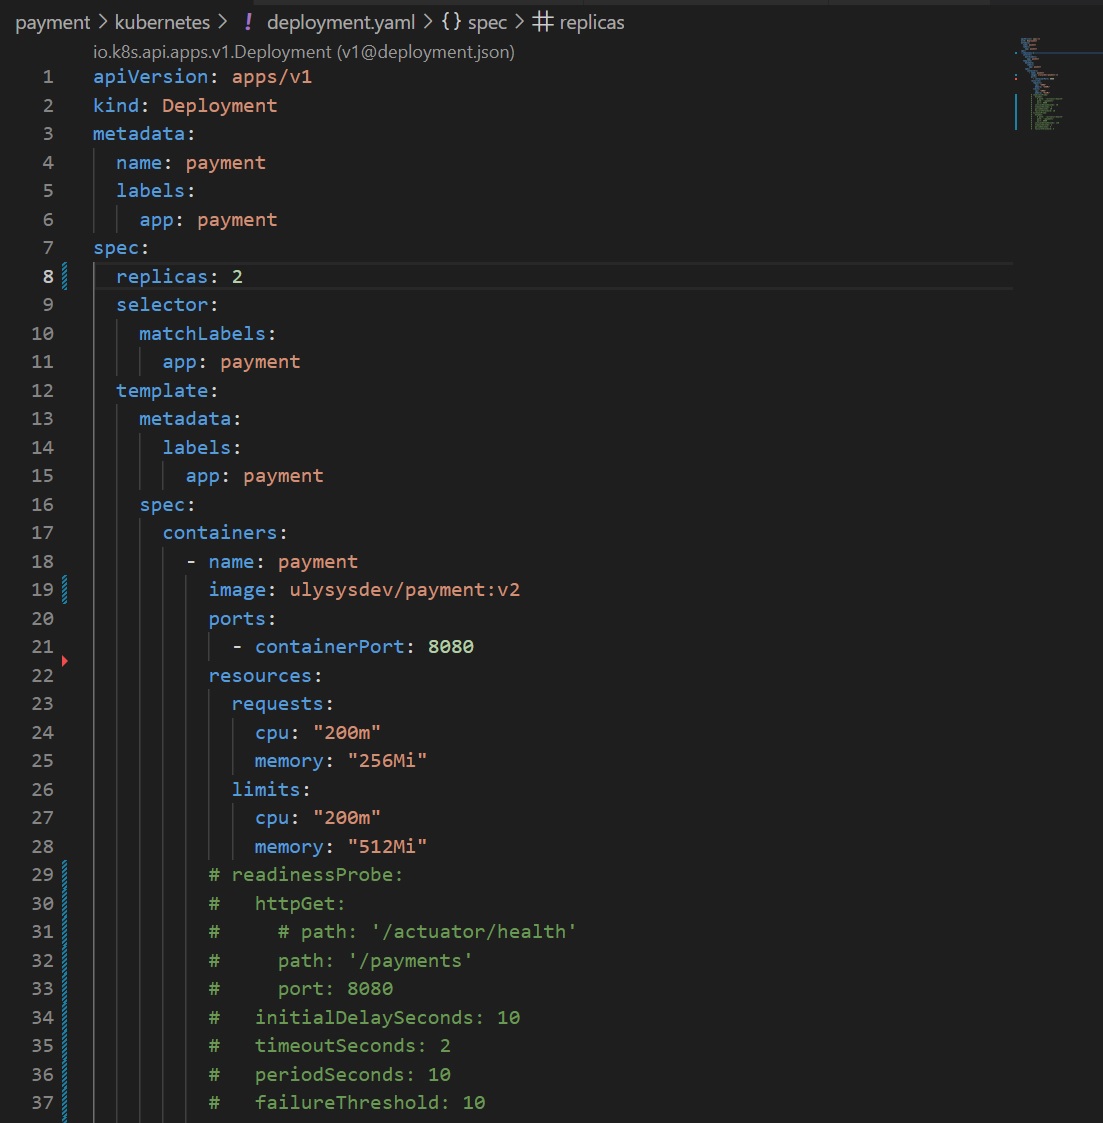 payment > kubernetes > ! deployment.yaml > {} spec > # replicas
io.k8s.api.apps.v1.Deployment (v1@deployment.json)
1 apiVersion: apps/v1
2 kind: Deployment
3 metadata:
4   name: payment
5   labels:
6     app: payment
7 spec:
8   replicas: 2
9   selector:
10     matchLabels:
11       app: payment
12   template:
13     metadata:
14       labels:
15         app: payment
16     spec:
17       containers:
18         - name: payment
19           image: ulysysdev/payment:v2
20           ports:
21             - containerPort: 8080
22           resources:
23             requests:
24               cpu: "200m"
25               memory: "256Mi"
26             limits:
27               cpu: "200m"
28               memory: "512Mi"
29           # readinessProbe:
30           #   httpGet:
31           #     # path: '/actuator/health'
32           #     path: '/payments'
33           #     port: 8080
34           #   initialDelaySeconds: 10
35           #   timeoutSeconds: 2
36           #   periodSeconds: 10
37           #   failureThreshold: 10